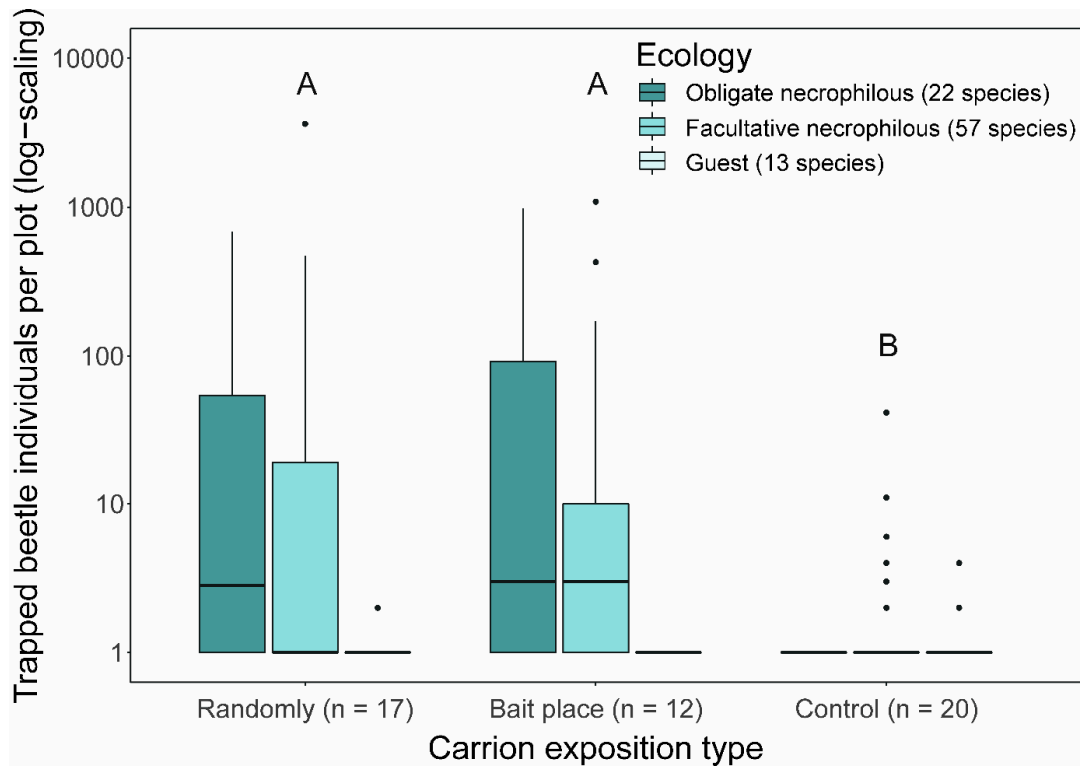 Trapped beetle individuals per plot (log−scaling)
10000
1000
100
10
1
A
A
B
Ecology
Obligate necrophilous (22 species)
Facultative necrophilous (57 species)
Guest (13 species)
Randomly (n = 17)
Bait place (n = 12)
Control (n = 20)
Carrion exposition type